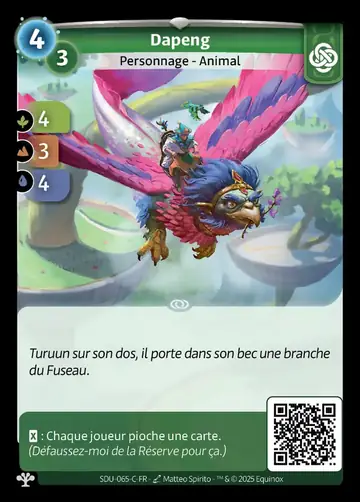 4
Dapeng
3
Personnage - Animal
4
3
4
Turuun sur son dos, il porte dans son bec une branche
du Fuseau.
X : Chaque joueur pioche une carte.
(Défaussez-moi de la Réserve pour ça.)
SDU-065-C-FR - Matteo Spirito - ™ & © 2025 Equinox